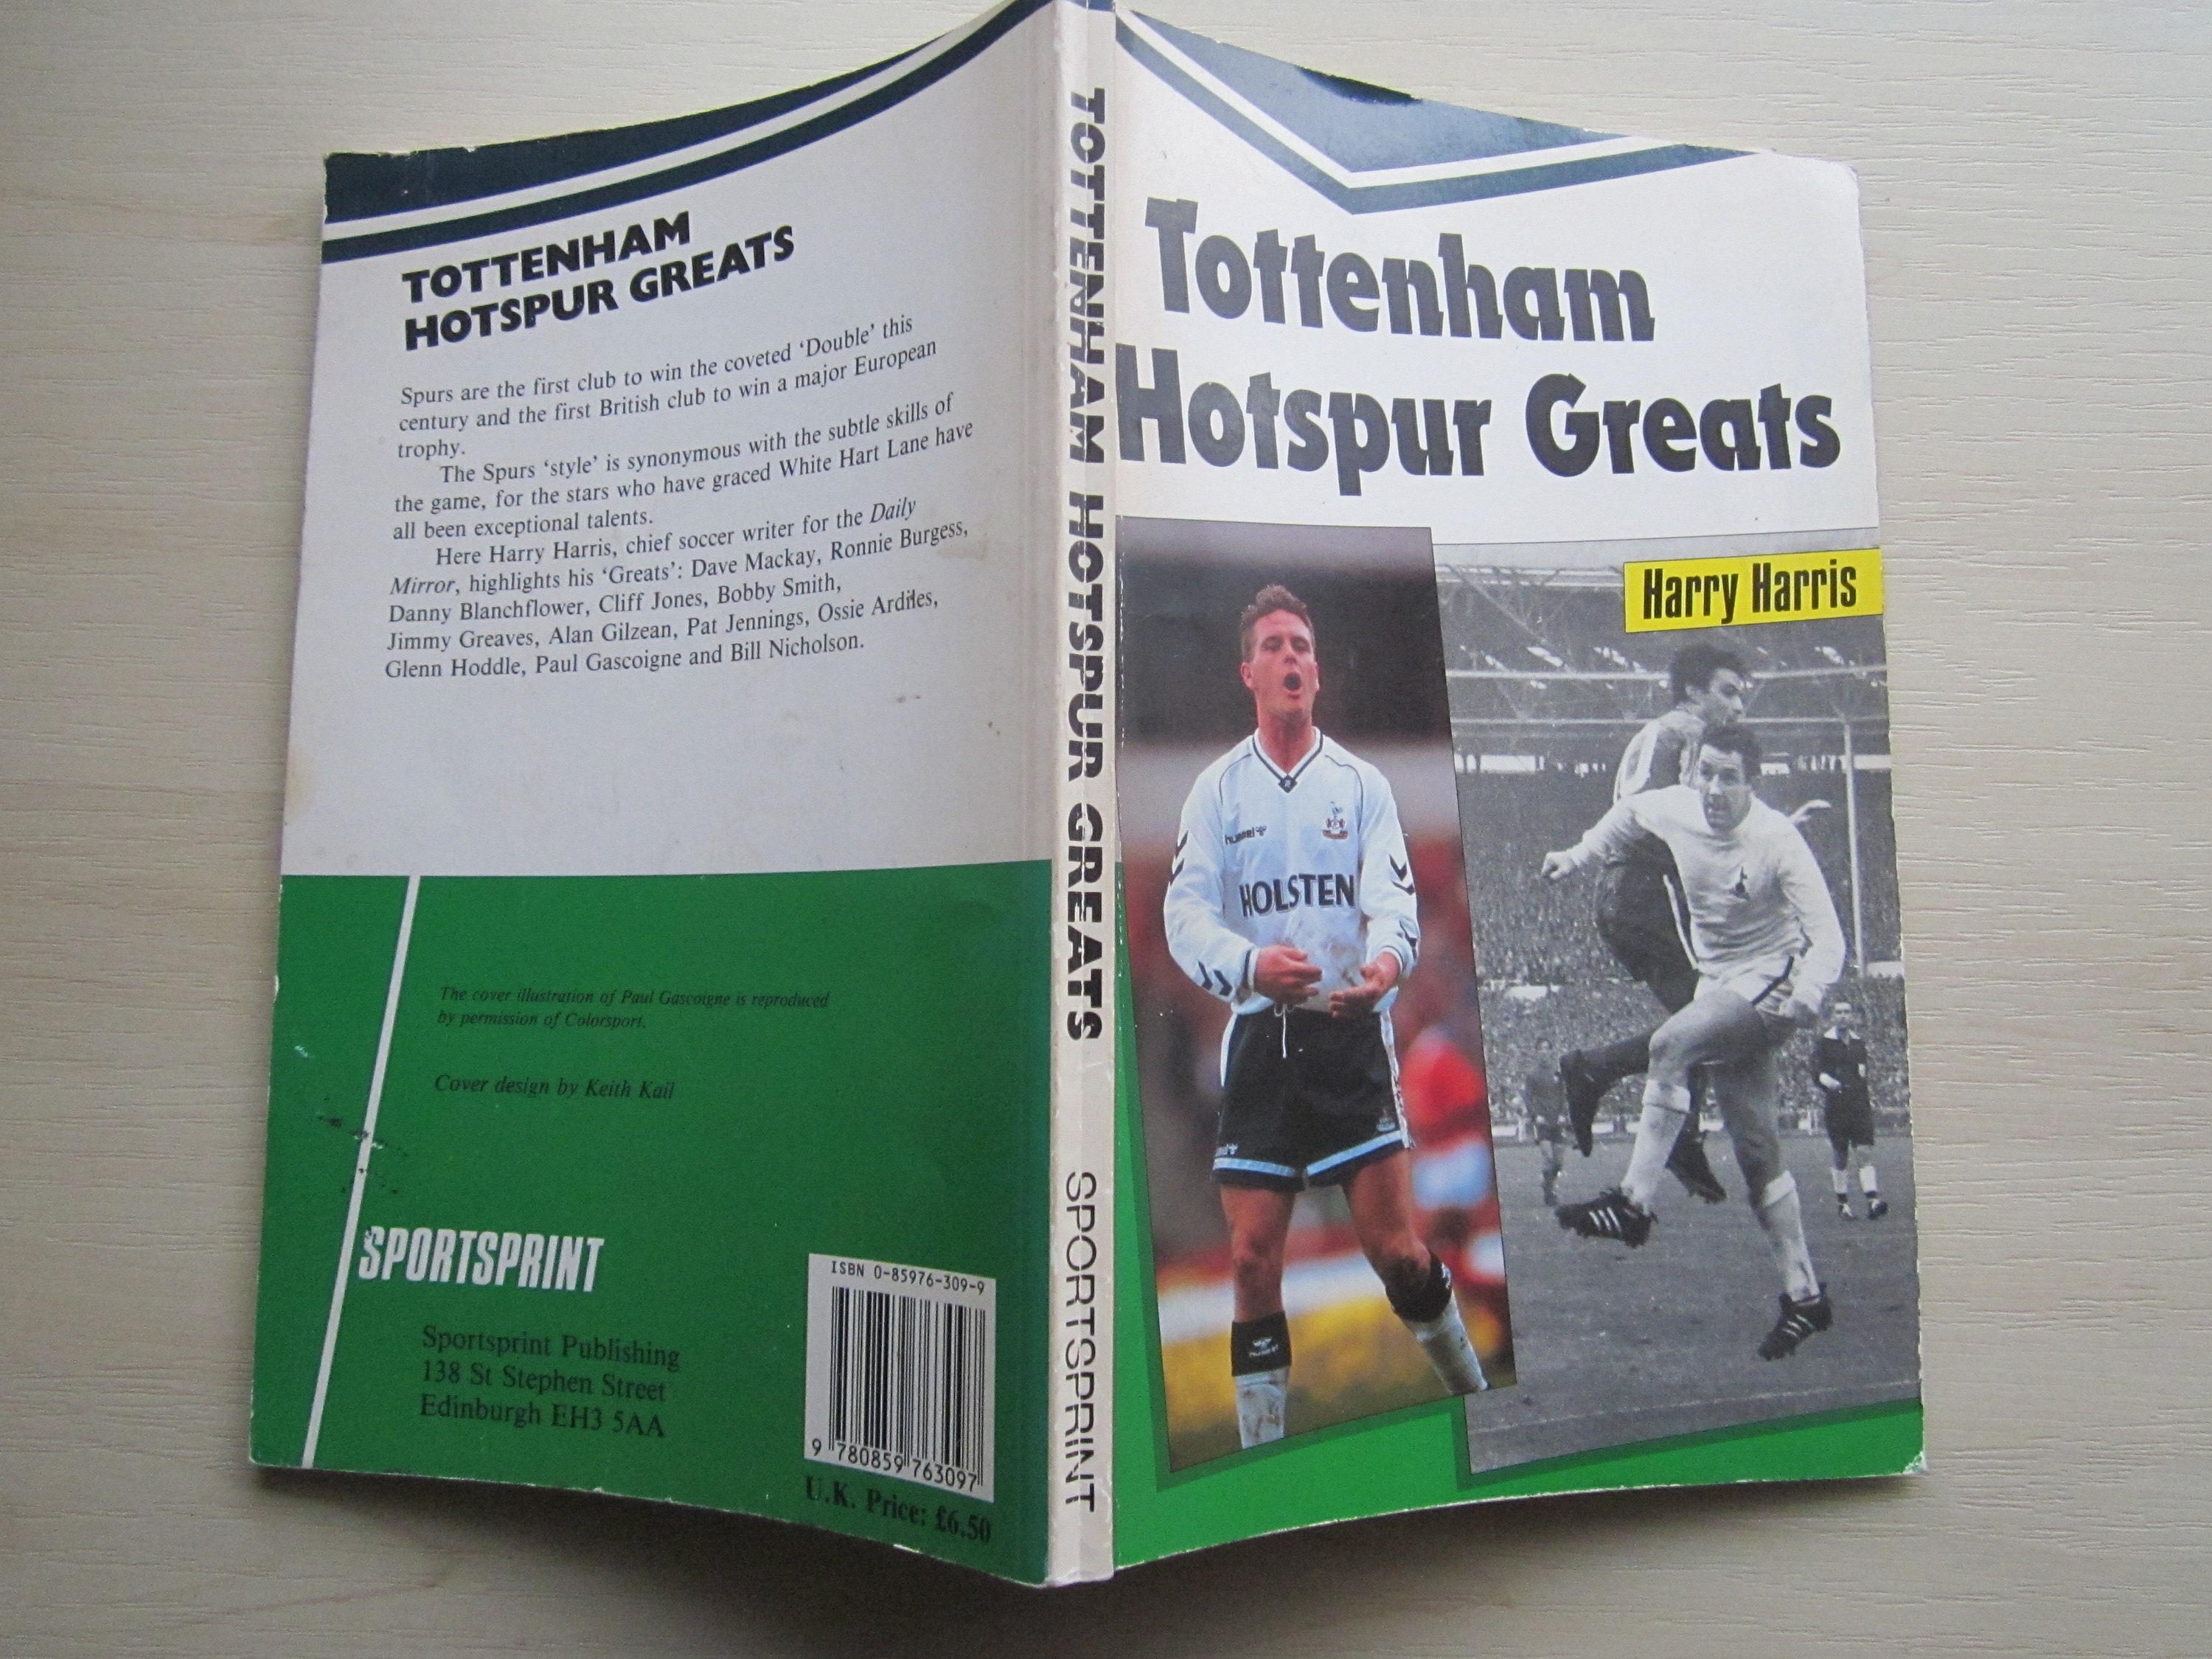 TOTTENHAM
HOTSPUR GREATS
Spurs are the first club to win the coveted ‘Double’ this
century and the first British club to win a major European
trophy.
The Spurs ‘style’ is synonymous with the subtle skills of
the game, for the stars who have graced White Hart Lane have
all been exceptional talents.
Here Harry Harris, chief soccer writer for the Daily
Mirror, highlights his ‘Greats’: Dave Mackay, Ronnie Burgess,
Danny Blanchflower, Cliff Jones, Bobby Smith,
Jimmy Greaves, Alan Gilzean, Pat Jennings, Ossie Ardiles,
Glenn Hoddle, Paul Gascoigne and Bill Nicholson.
The cover illustration of Paul Gascoigne is reproduced
by permission of Colorsport.
Cover design by Keith Kail
SPORTSPRINT
Sportsprint Publishing
138 St Stephen Street
Edinburgh EH3 5AA
ISBN 0-85976-309-9
9 780859 763097
U.K. Price: £6.50
TOTTENHAM HOTSPUR GREATS SPORTSPRINT
Tottenham
Hotspur Greats
Harry Harris
hummel
HOLSTEN